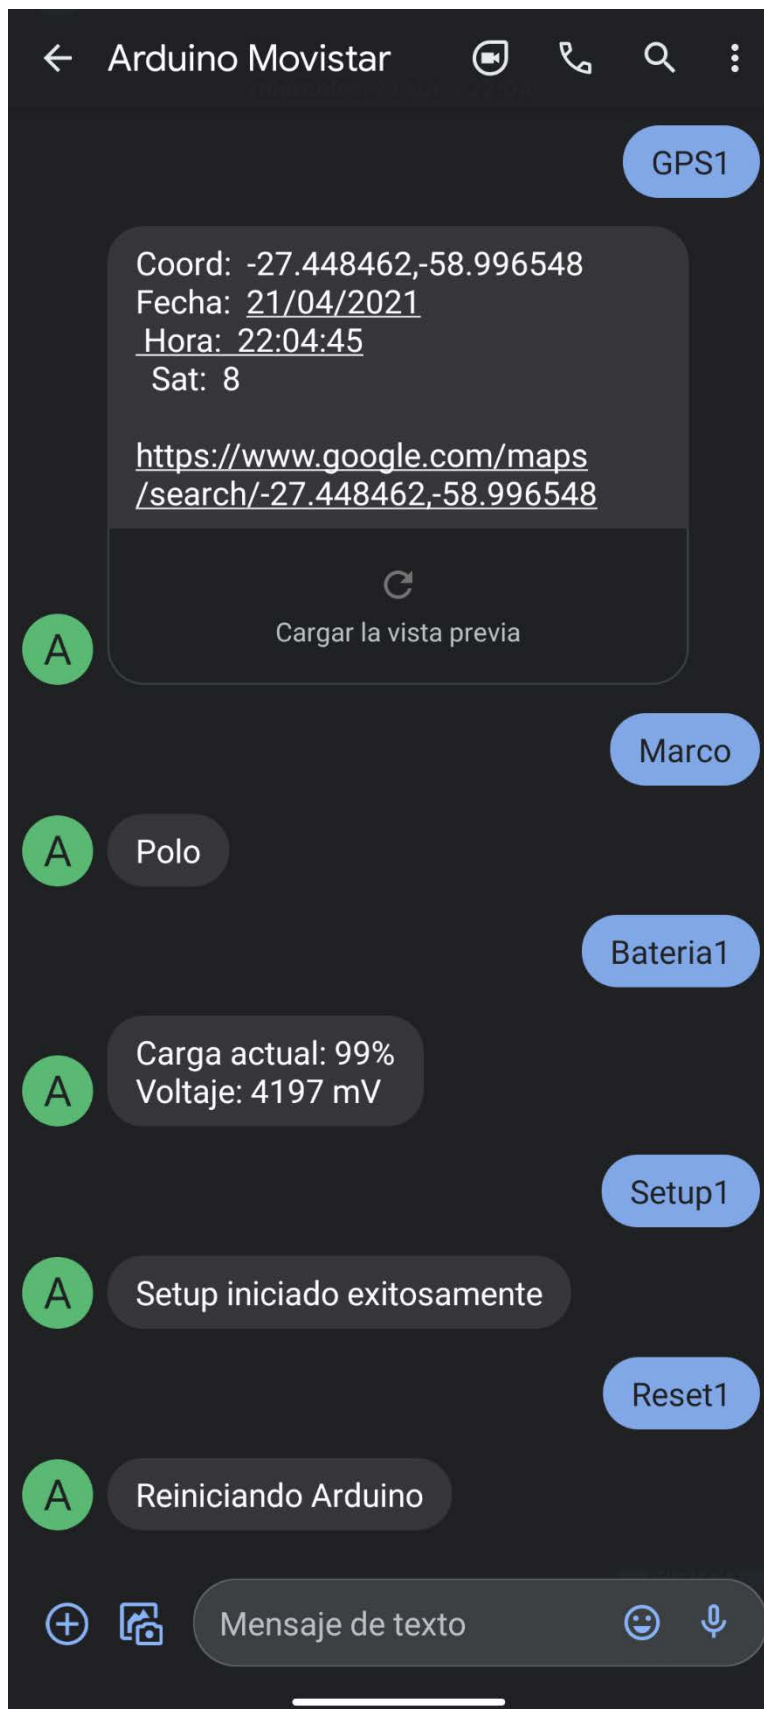 Arduino Movistar
GPS1
Coord: -27.448462,-58.996548
Fecha: 21/04/2021
Hora: 22:04:45
Sat: 8
https://www.google.com/maps
/search/-27.448462,-58.996548
Cargar la vista previa
A
Marco
A
Polo
Bateria1
Carga actual: 99%
Voltaje: 4197 mV
A
Setup1
A
Setup iniciado exitosamente
Reset1
A
Reiniciando Arduino
Mensaje de texto